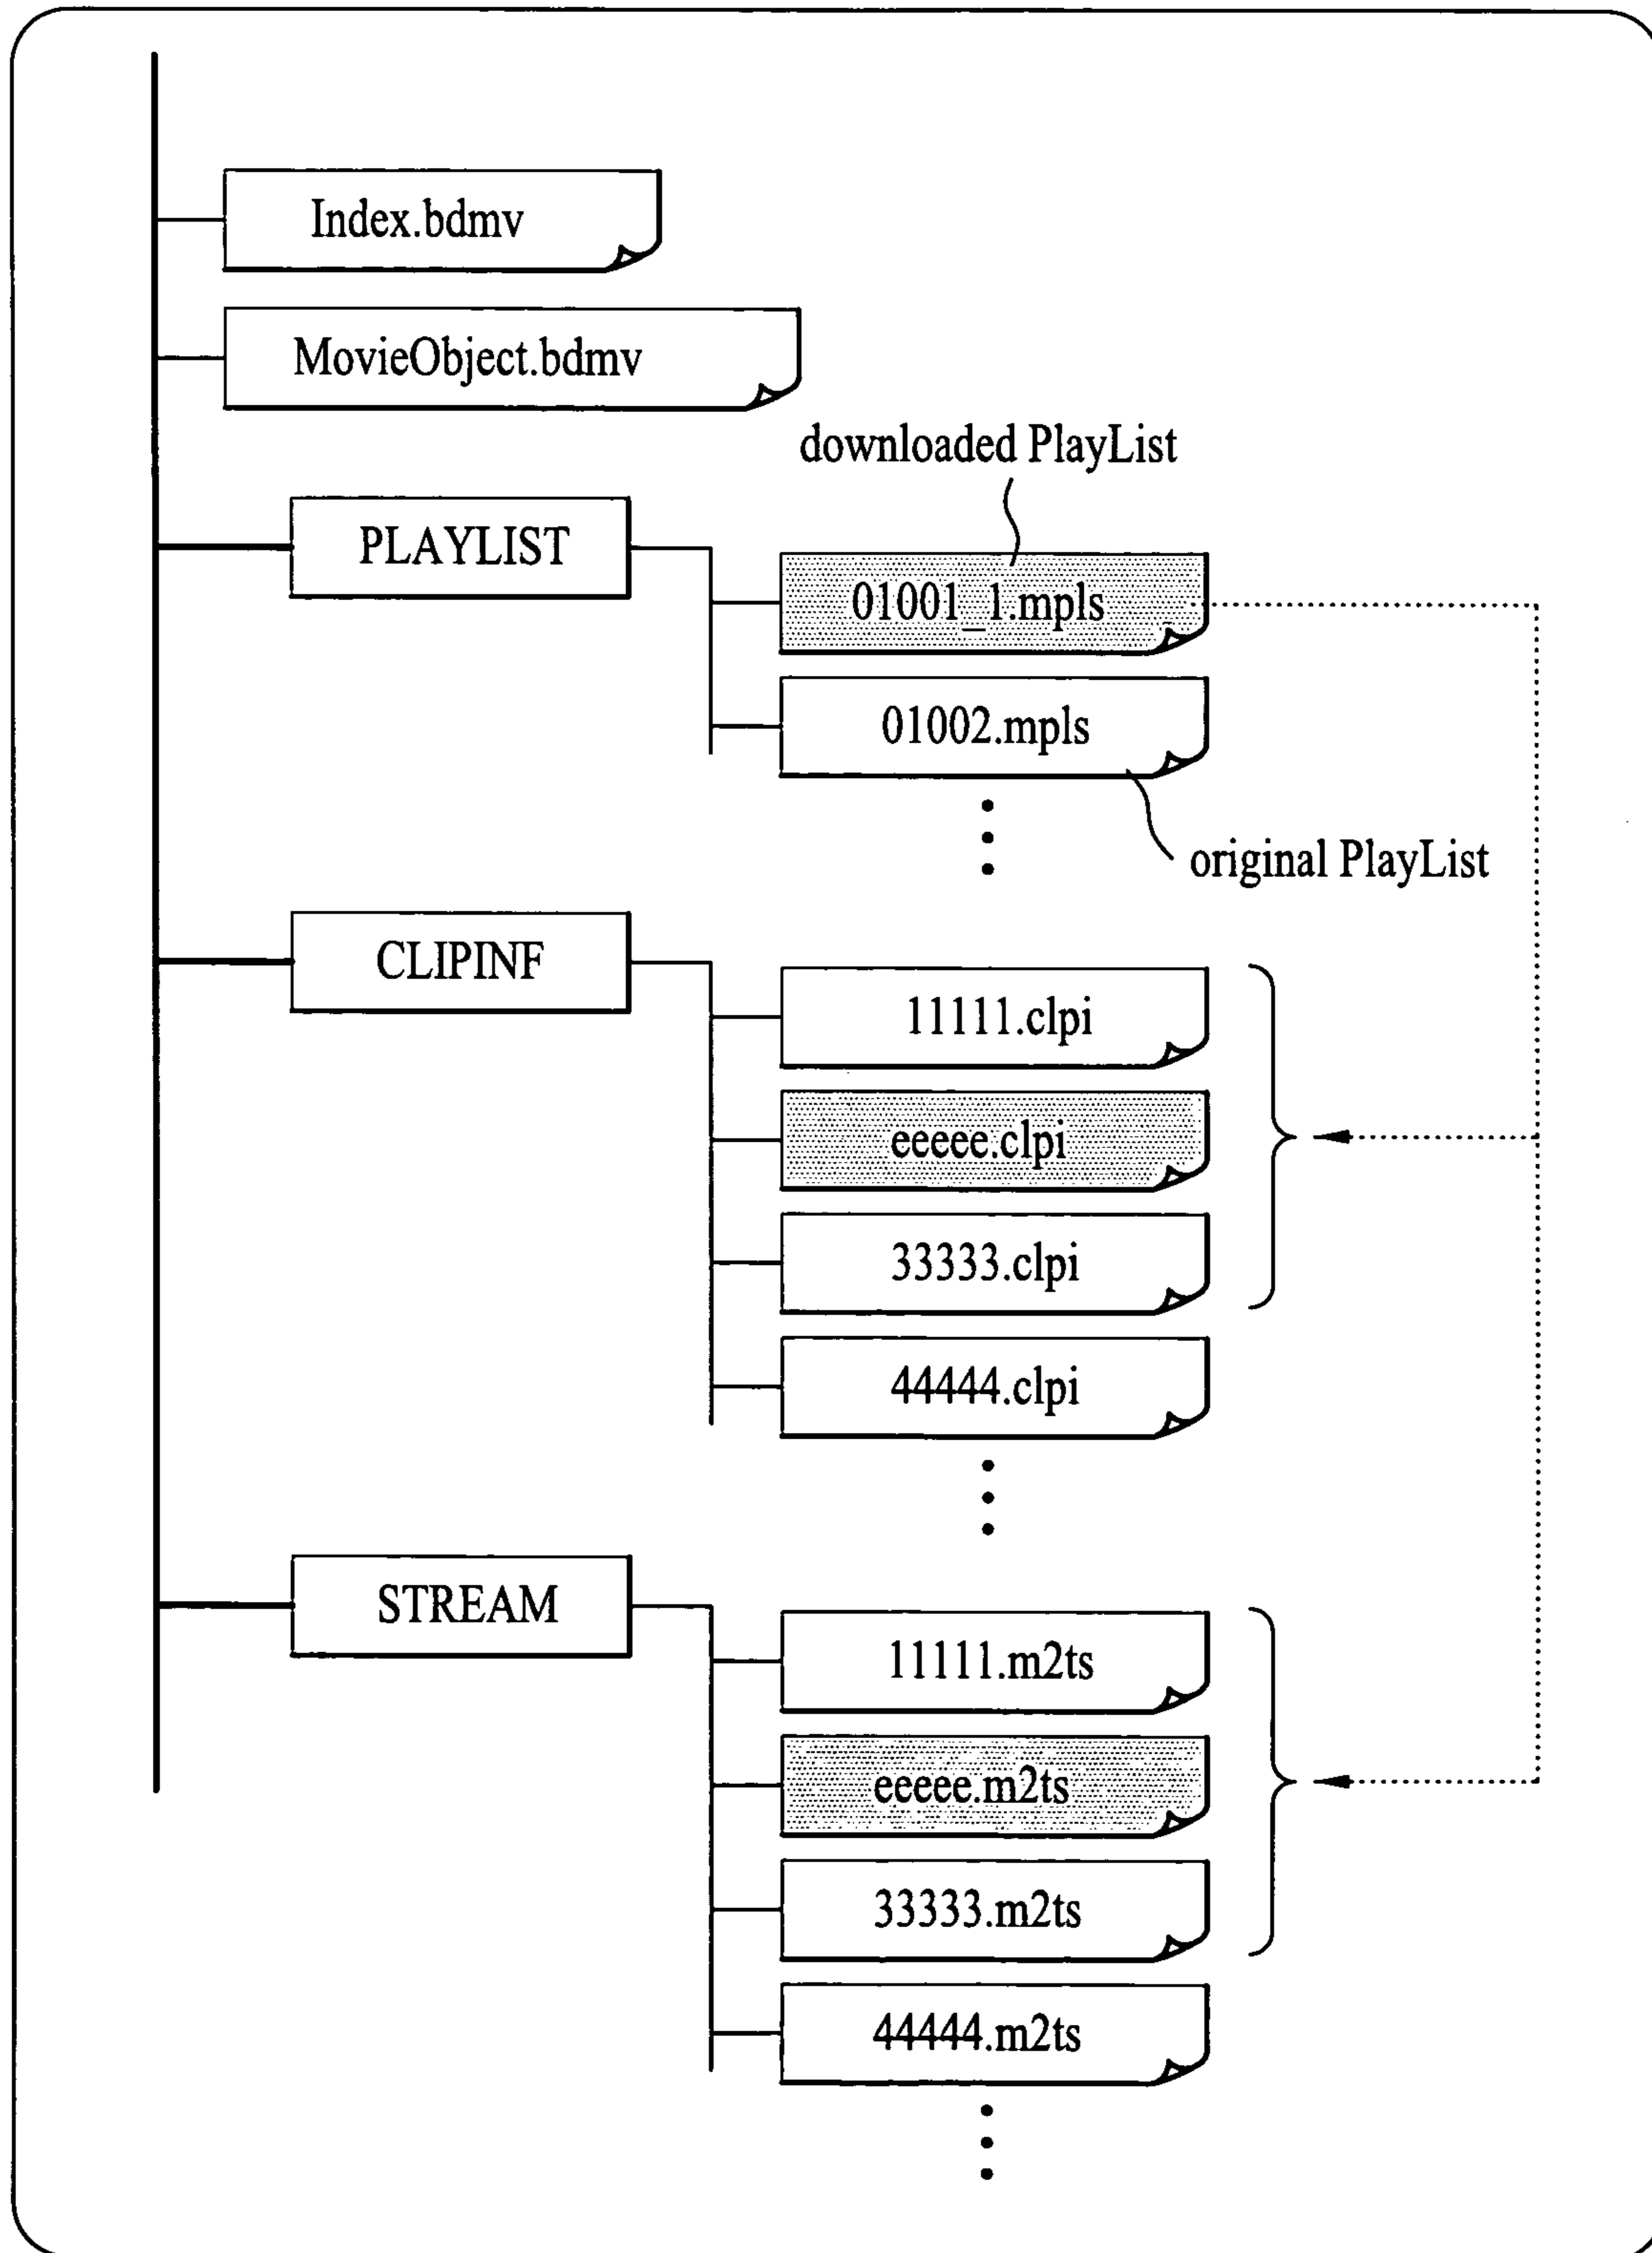 Index.bdmv
MovieObject.bdmv
downloaded PlayList
PLAYLIST
01001_1.mpls
01002.mpls
original PlayList
CLIPINF
11111.clpi
eeeee.clpi
33333.clpi
44444.clpi
STREAM
11111.m2ts
eeeee.m2ts
33333.m2ts
44444.m2ts